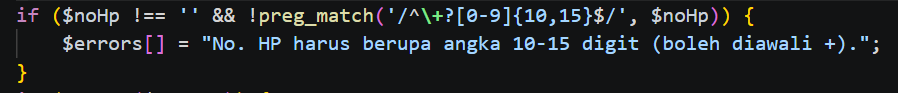 if ($noHp !== '' && !preg_match('/^\+?[0-9]{10,15}$/', $noHp)) {
    $errors[] = "No. HP harus berupa angka 10-15 digit (boleh diawali +).";
}